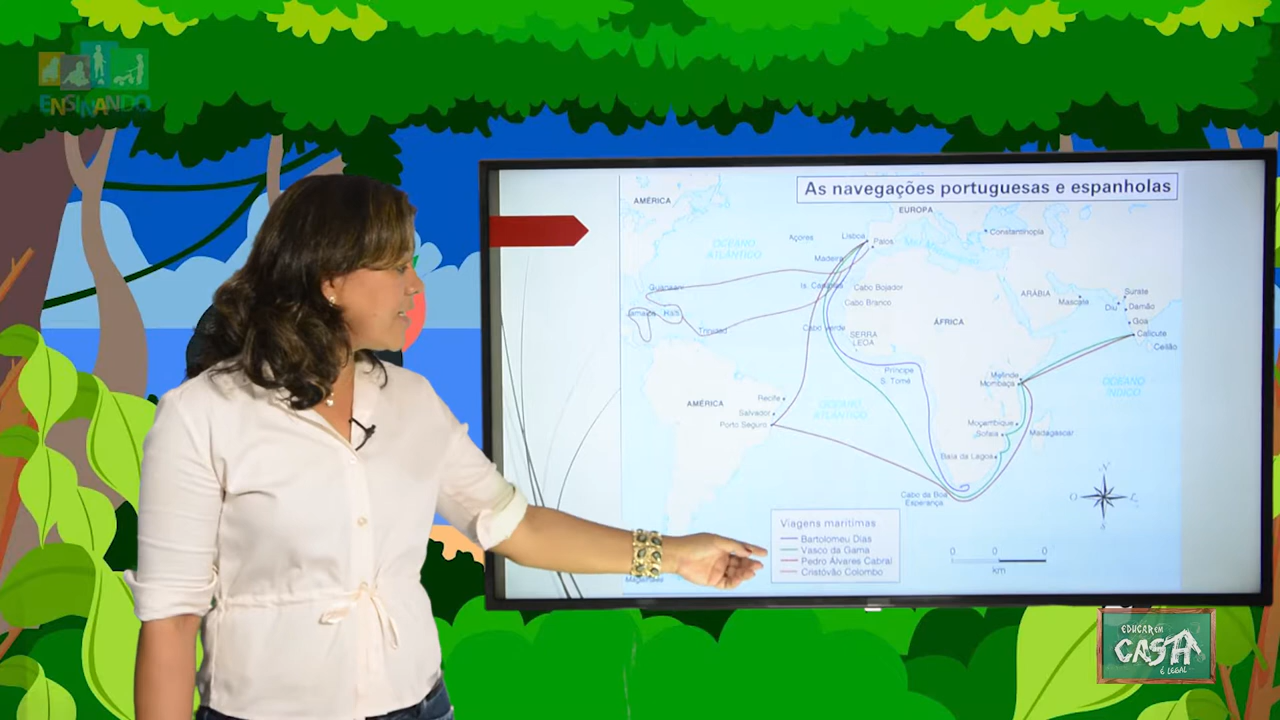 ENSINANDO
As navegações portuguesas e espanholas
AMÉRICA
EUROPA
Açores
Lisboa
Palos
Constantinopla
OCEANO
ATLÂNTICO
Madeira
Is. Canárias
Cabo Bojador
Cabo Branco
ARÁBIA
Mascate
Surate
Diu
Damão
Goa
Calicute
Ceilão
Guanaani
Jamaica
Haiti
Trinidad
Cabo Verde
SERRA
LEOA
ÁFRICA
Príncipe
S. Tomé
Melinde
Mombaça
OCEANO
ÍNDICO
AMÉRICA
Recife
Salvador
Porto Seguro
OCEANO
ATLÂNTICO
Moçambique
Sofala
Madagascar
Baía da Lagoa
Cabo da Boa
Esperança
N
O
S
Viagens marítimas
Bartolomeu Dias
Vasco da Gama
Pedro Álvares Cabral
Cristóvão Colombo
0 0 0
km
EDUCAR EM
CASA
É LEGAL